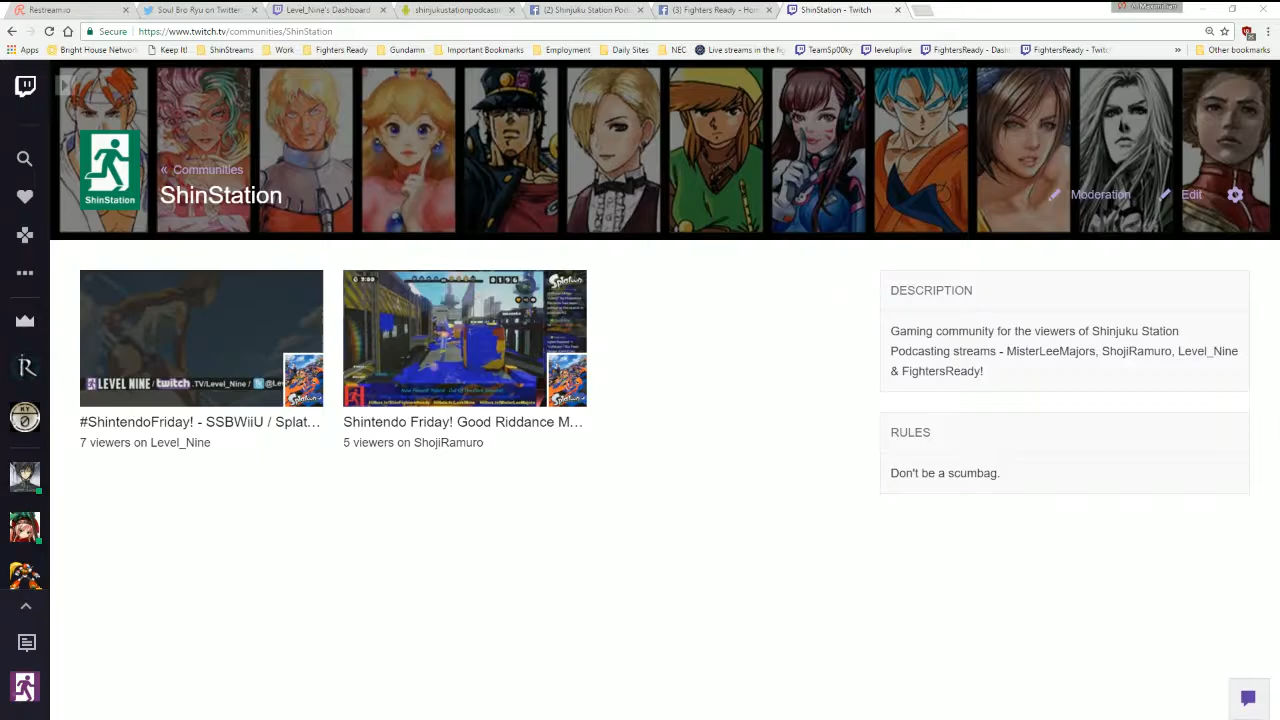 Restream.io
Soul Bro Ryu on Twitter:
Level_Nine's Dashboard
shinjukustationpodcastin
(2) Shinjuku Station Pod
(3) Fighters Ready - Hom
ShinStation - Twitch
Secure
https://www.twitch.tv/communities/ShinStation
Apps
Bright House Network
Keep It!
ShinStreams
Work
Fighters Ready
Gundamn
Important Bookmarks
Employment
Daily Sites
NEC
Live streams in the fig
TeamSp00ky
leveluplive
FightersReady - Dash
FightersReady - Twitc
»
Other bookmarks
« Communities
ShinStation
ShinStation
Moderation
Edit
DESCRIPTION
Gaming community for the viewers of Shinjuku Station
Podcasting streams - MisterLeeMajors, ShojiRamuro, Level_Nine
& FightersReady!
RULES
Don't be a scumbag.
LEVEL NINE / twitch.TV/Level_Nine /
#ShintendoFriday! - SSBWiiU / Splat...
7 viewers on Level_Nine
Splatoon
Shintendo Friday! Good Riddance M...
5 viewers on ShojiRamuro